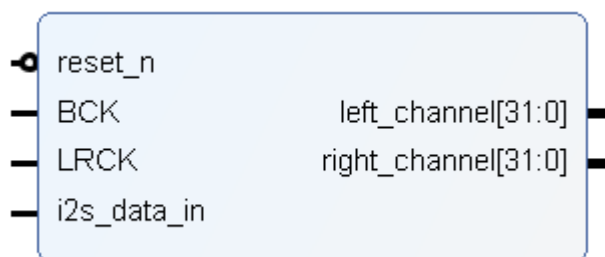 reset_n
BCK left_channel[31:0]
LRCK right_channel[31:0]
i2s_data_in